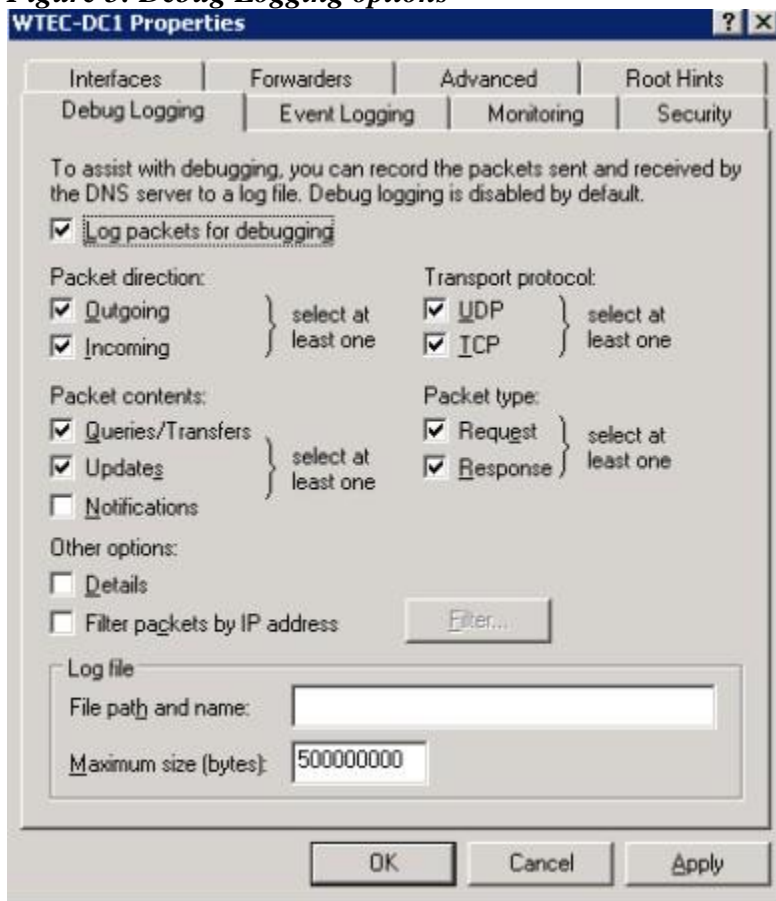 Figure 3: Debug Logging options
WTEC-DC1 Properties
Interfaces Forwarders Advanced Root Hints
Debug Logging Event Logging Monitoring Security
To assist with debugging, you can record the packets sent and received by
the DNS server to a log file. Debug logging is disabled by default.
Log packets for debugging
Packet direction:
Outgoing
Incoming
select at
least one
Transport protocol:
UDP
TCP
select at
least one
Packet contents:
Queries/Transfers
Updates
Notifications
select at
least one
Packet type:
Request
Response
select at
least one
Other options:
Details
Filter packets by IP address
Filter...
Log file
File path and name:
Maximum size (bytes): 500000000
OK Cancel Apply